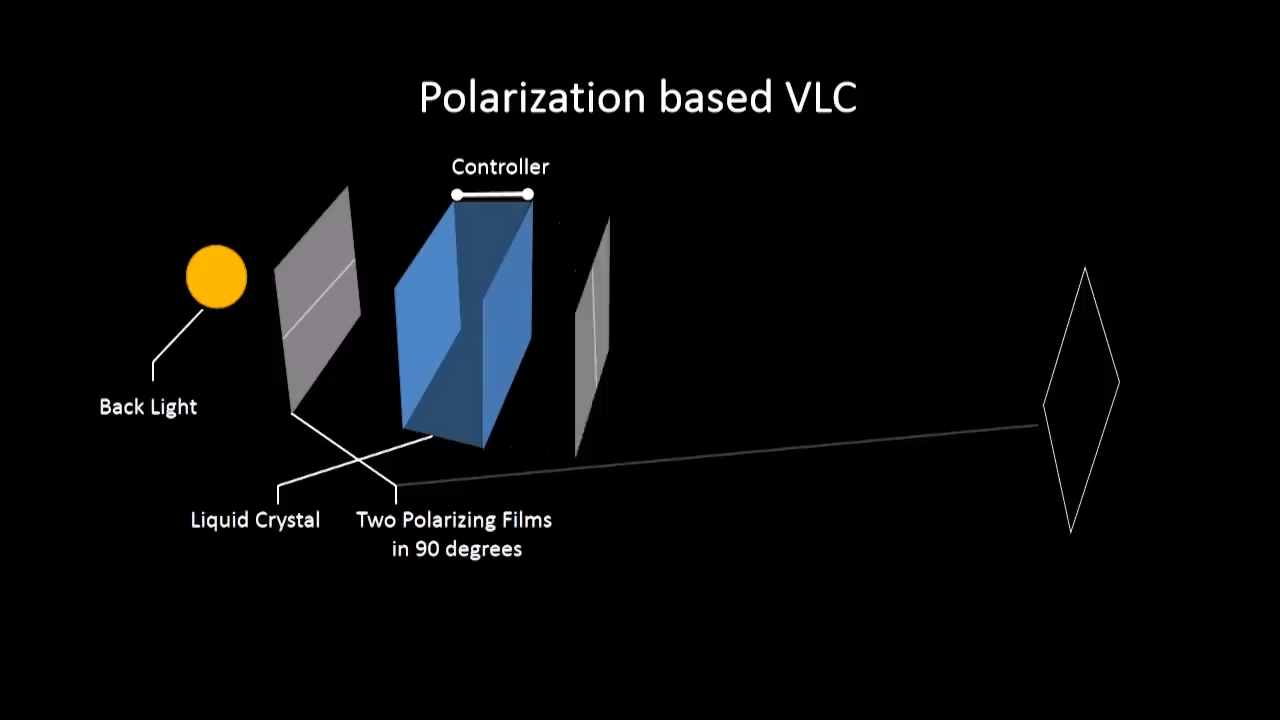 Polarization based VLC
Controller
Back Light
Liquid Crystal
Two Polarizing Films
in 90 degrees